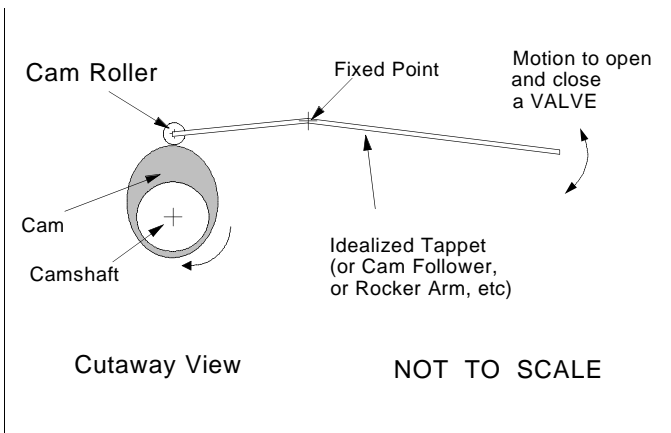 Cam Roller
Fixed Point
Motion to open
and close
a VALVE
Cam
Camshaft
Idealized Tappet
(or Cam Follower,
or Rocker Arm, etc)
Cutaway View
NOT TO SCALE